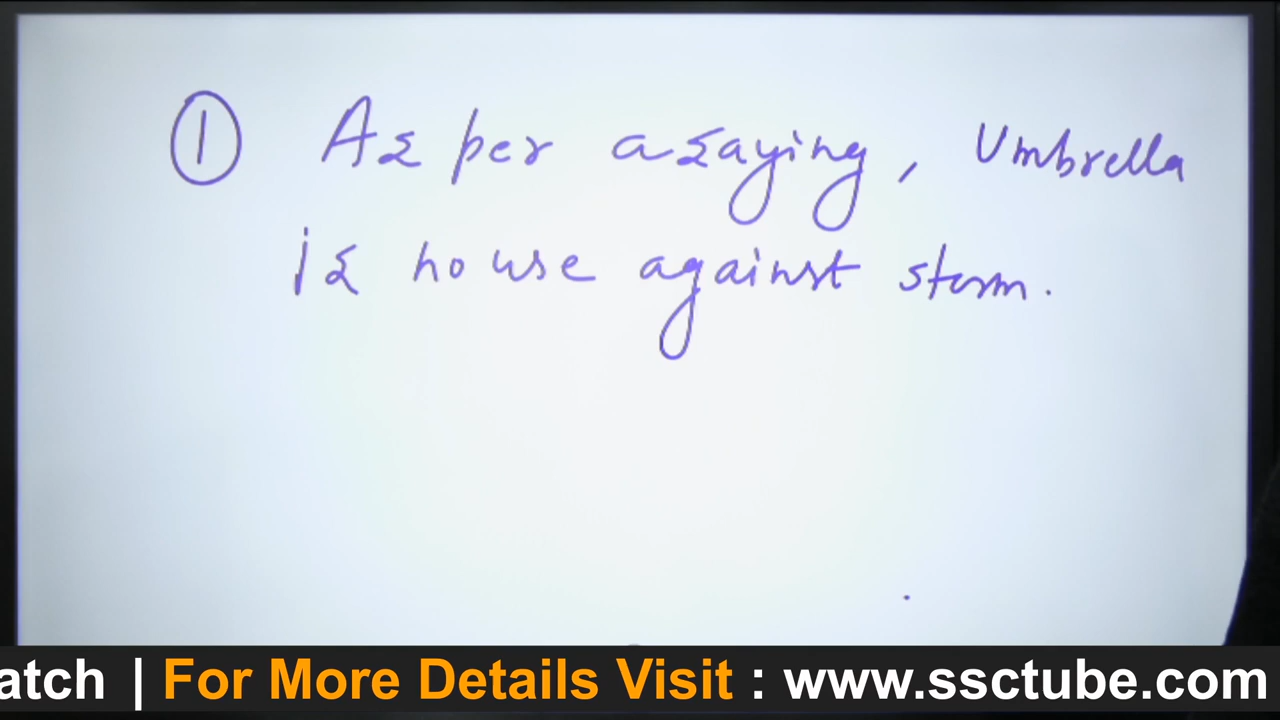 ① As per a saying, Umbrella
is house against storm.
atch | For More Details Visit : www.ssctube.com